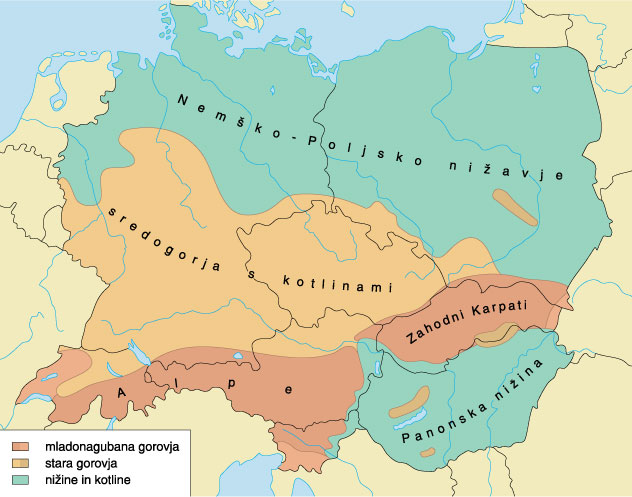 Nemško-Poljsko nižavje
sredogorja s kotlinami
Zahodni Karpati
Alpe
Panonska nižina
mladonagubana gorovja
stara gorovja
nižine in kotline